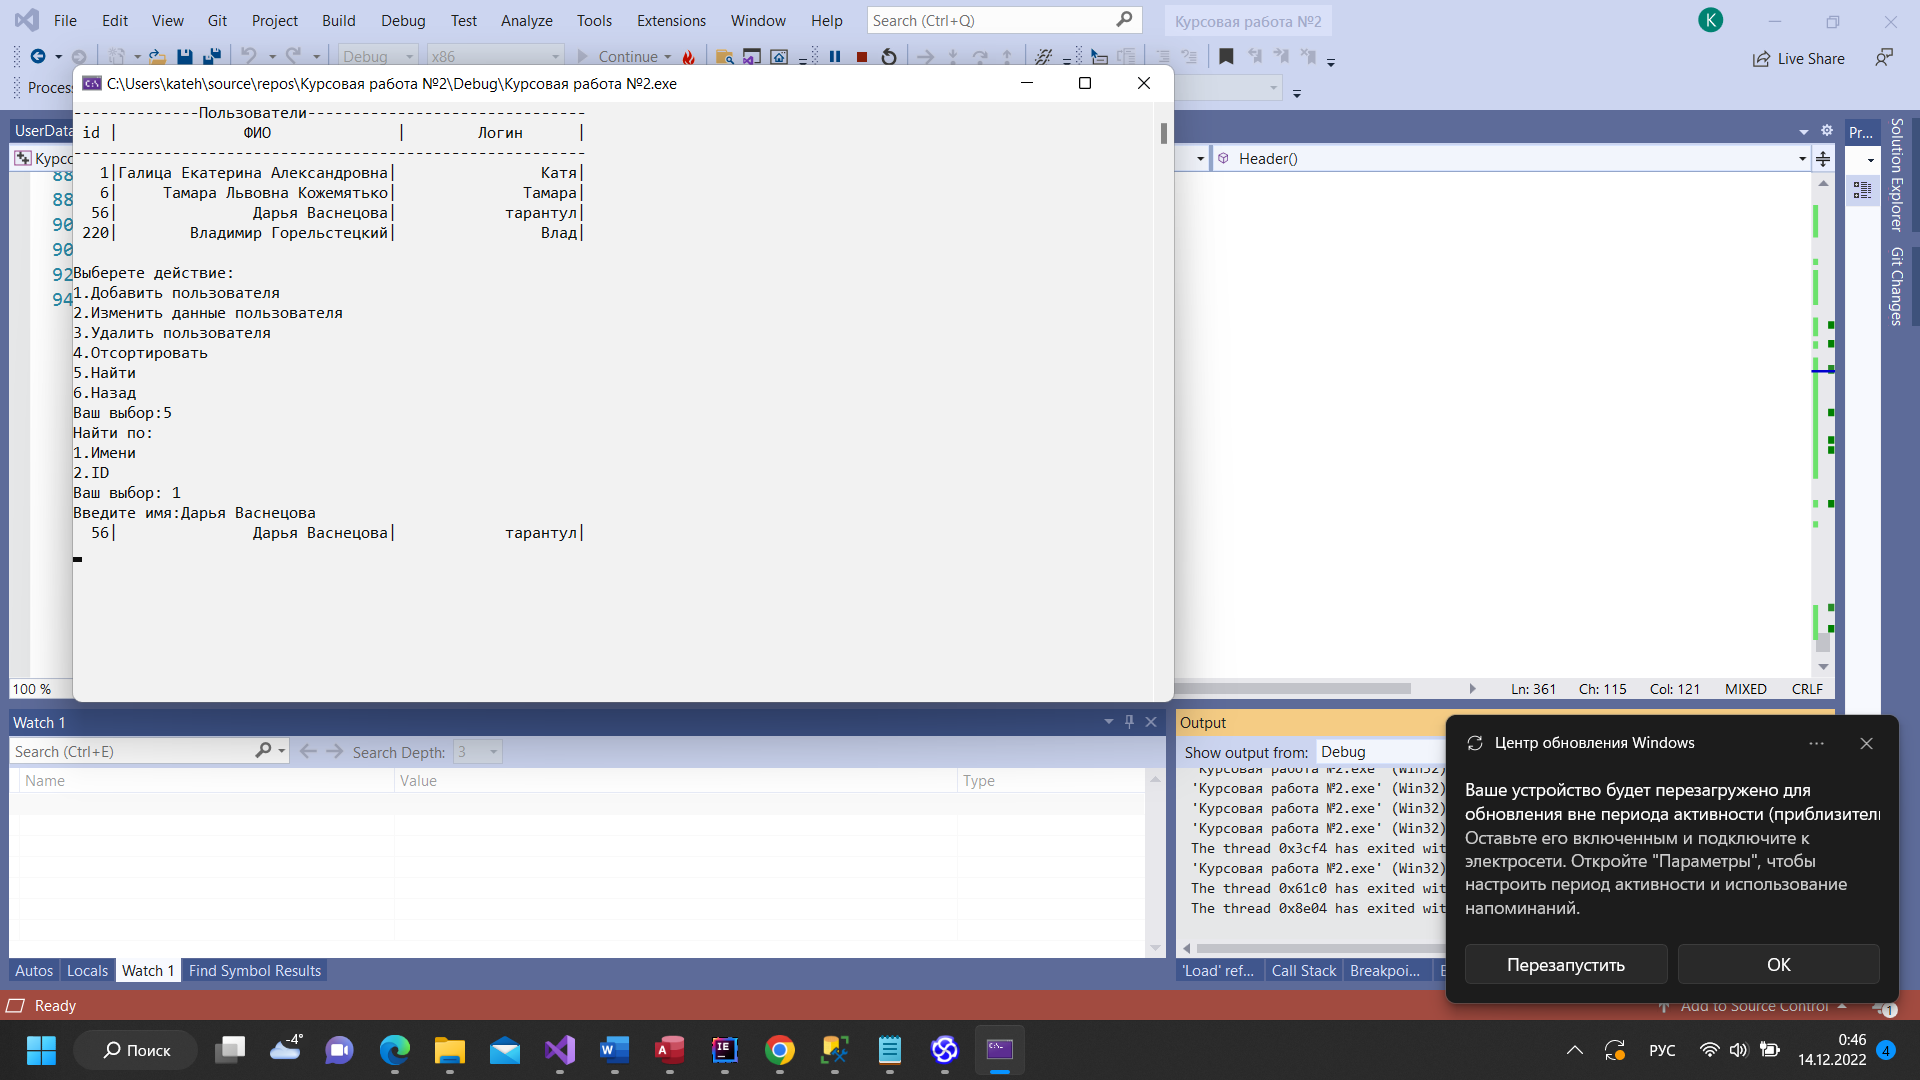 File Edit View Git Project Build Debug Test Analyze Tools Extensions Window Help Search (Ctrl+Q) Курсовая работа №2 K
Debug x86 Continue Live Share
Process
C:\Users\kateh\source\repos\Курсовая работа №2\Debug\Курсовая работа №2.exe
--------------Пользователи-------------------------------
id | ФИО | Логин |
---------------------------------------------------------
1|Галица Екатерина Александровна| Катя|
6| Тамара Львовна Кожемятько| Тамара|
56| Дарья Васнецова| тарантул|
220| Владимир Горельстецкий| Влад|
Выберете действие:
1.Добавить пользователя
2.Изменить данные пользователя
3.Удалить пользователя
4.Отсортировать
5.Найти
6.Назад
Ваш выбор:5
Найти по:
1.Имени
2.ID
Ваш выбор: 1
Введите имя:Дарья Васнецова
56| Дарья Васнецова| тарантул|
UserData
Курсо
88
90
90
92
94
Header()
Pr...
Solution Explorer
Git Changes
100 %
Ln: 361 Ch: 115 Col: 121 MIXED CRLF
Watch 1
Search (Ctrl+E) Search Depth: 3
Name Value Type
Autos Locals Watch 1 Find Symbol Results
Output
Show output from: Debug
'Курсовая работа №2.exe' (Win32)
'Курсовая работа №2.exe' (Win32)
'Курсовая работа №2.exe' (Win32)
'Курсовая работа №2.exe' (Win32)
The thread 0x3cf4 has exited wit
'Курсовая работа №2.exe' (Win32)
The thread 0x61c0 has exited wit
The thread 0x8e04 has exited wit
'Load' ref... Call Stack Breakpoi...
Центр обновления Windows
Ваше устройство будет перезагружено для
обновления вне периода активности (приблизител
Оставьте его включенным и подключите к
электросети. Откройте "Параметры", чтобы
настроить период активности и использование
напоминаний.
Перезапустить OK
Ready
Add to Source Control 1
Поиск -4° РУС 0:46
14.12.2022 4